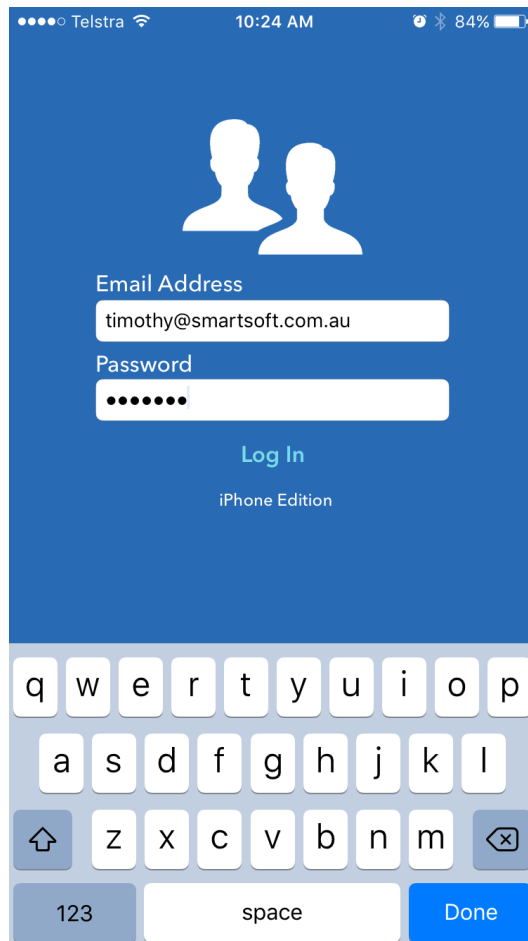 Telstra 10:24 AM 84%
Email Address
timothy@smartsoft.com.au
Password
•••••••
Log In
iPhone Edition
q w e r t y u i o p
a s d f g h j k l
z x c v b n m
123 space Done